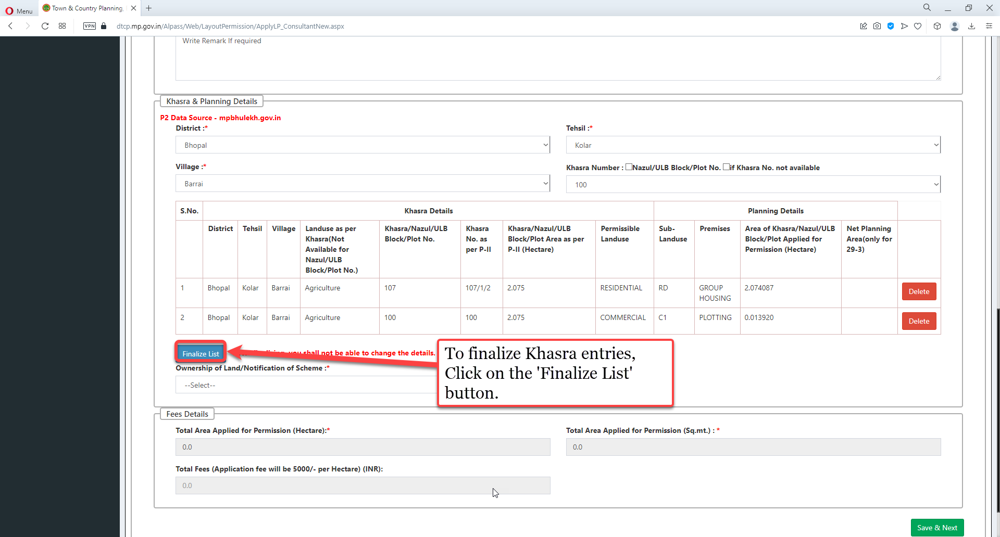 Menu
Town & Country Planning,
VPN
dtcp.mp.gov.in/Alpass/Web/LayoutPermission/ApplyLP_ConsultantNew.aspx
Write Remark If required
Khasra & Planning Details
P2 Data Source - mpbhulekh.gov.in
District :* Tehsil :*
Bhopal Kolar
Village :* Khasra Number : Nazul/ULB Block/Plot No. if Khasra No. not available
Barrai 100
S.No. Khasra Details Planning Details
District Tehsil Village Landuse as per Khasra/Nazul/ULB Khasra Khasra/Nazul/ULB Permissible Sub- Premises Area of Khasra/Nazul/ULB Net Planning
Khasra(Not Block/Plot No. No. as Block/Plot Area as per Landuse Landuse Block/Plot Applied for Area(only for
Available for per P-II P-II (Hectare) Permission (Hectare) 29-3)
Nazul/ULB
Block/Plot No.)
1 Bhopal Kolar Barrai Agriculture 107 107/1/2 2.075 RESIDENTIAL RD GROUP 2.074087 Delete
HOUSING
2 Bhopal Kolar Barrai Agriculture 100 100 2.075 COMMERCIAL C1 PLOTTING 0.013920 Delete
Finalize List you shall not be able to change the details.
To finalize Khasra entries,
Click on the 'Finalize List'
button.
Ownership of Land/Notification of Scheme :*
--Select--
Fees Details
Total Area Applied for Permission (Hectare):* Total Area Applied for Permission (Sq.mt.) : *
0.0 0.0
Total Fees (Application fee will be 5000/- per Hectare) (INR):
0.0
Save & Next